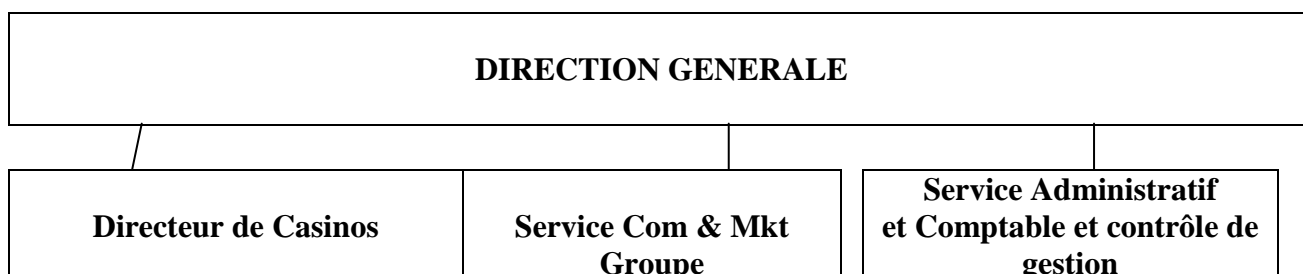 DIRECTION GENERALE
Directeur de Casinos
Service Com & Mkt
Groupe
Service Administratif
et Comptable et contrôle de
gestion